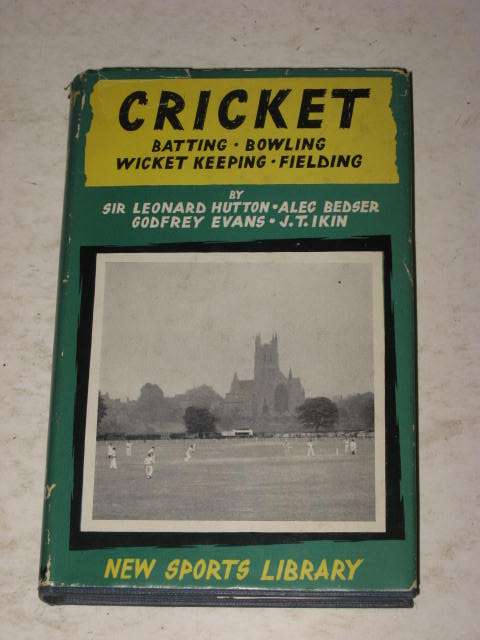 CRICKET
BATTING · BOWLING
WICKET KEEPING · FIELDING
BY
SIR LEONARD HUTTON · ALEC BEDSER
GODFREY EVANS · J.T. IKIN
NEW SPORTS LIBRARY